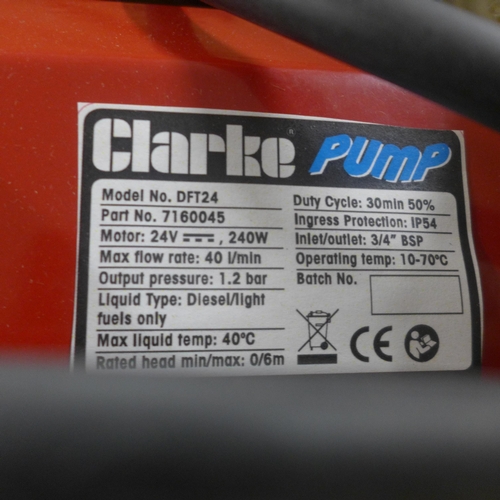 Clarke PUMP
Model No. DFT24
Part No. 7160045
Motor: 24V, 240W
Max flow rate: 40 l/min
Output pressure: 1.2 bar
Liquid Type: Diesel/light
fuels only
Max liquid temp: 40°C
Rated head min/max: 0/6m
Duty Cycle: 30min 50%
Ingress Protection: IP54
Inlet/outlet: 3/4" BSP
Operating temp: 10-70°C
Batch No.
CE